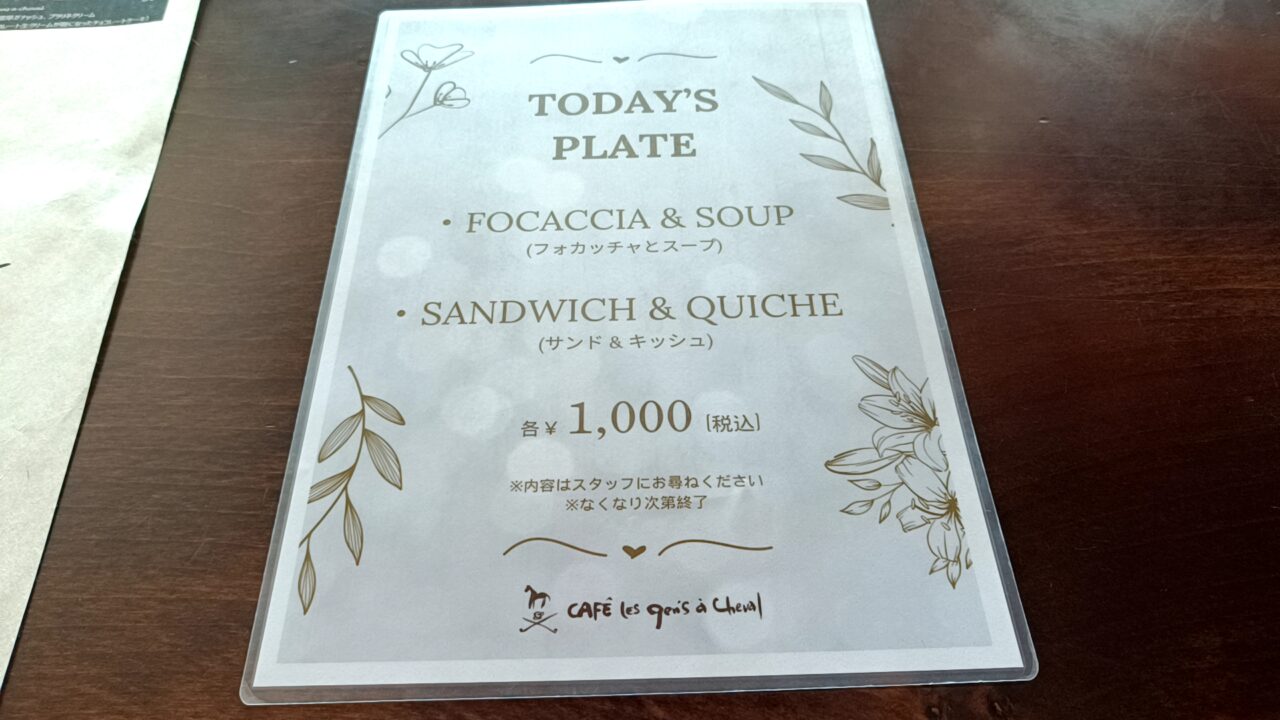 TODAY'S
PLATE
・FOCACCIA & SOUP
(フォカッチャとスープ)
・SANDWICH & QUICHE
(サンド & キッシュ)
各¥ 1,000 [税込]
※内容はスタッフにお尋ねください
※なくなり次第終了
CAFÉ les gens à Cheval